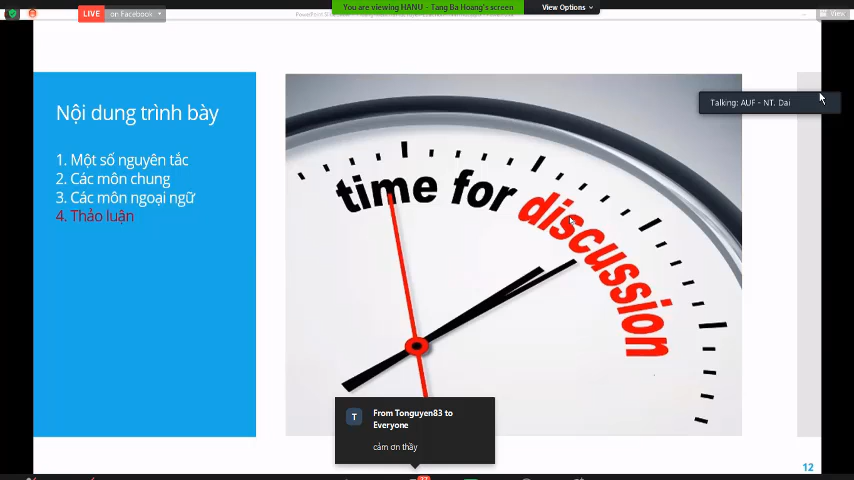 LIVE on Facebook
You are viewing HANU - Tang Ba Hoang's screen
View Options
View
Talking: AUF - NT. Dai
Nội dung trình bày
1. Một số nguyên tắc
2. Các môn chung
3. Các môn ngoại ngữ
4. Thảo luận
time for discussion
T
From Tonguyen83 to
Everyone
cảm ơn thầy
12